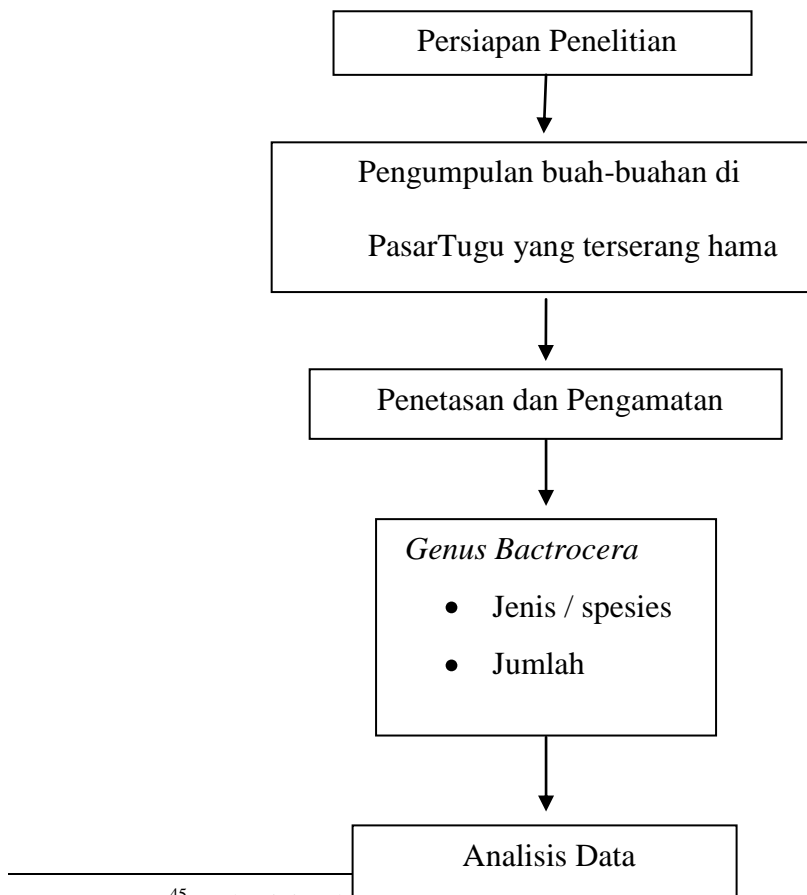 Persiapan Penelitian
Pengumpulan buah-buahan di
PasarTugu yang terserang hama
Penetasan dan Pengamatan
Genus Bactrocera
• Jenis / spesies
• Jumlah
Analisis Data
45